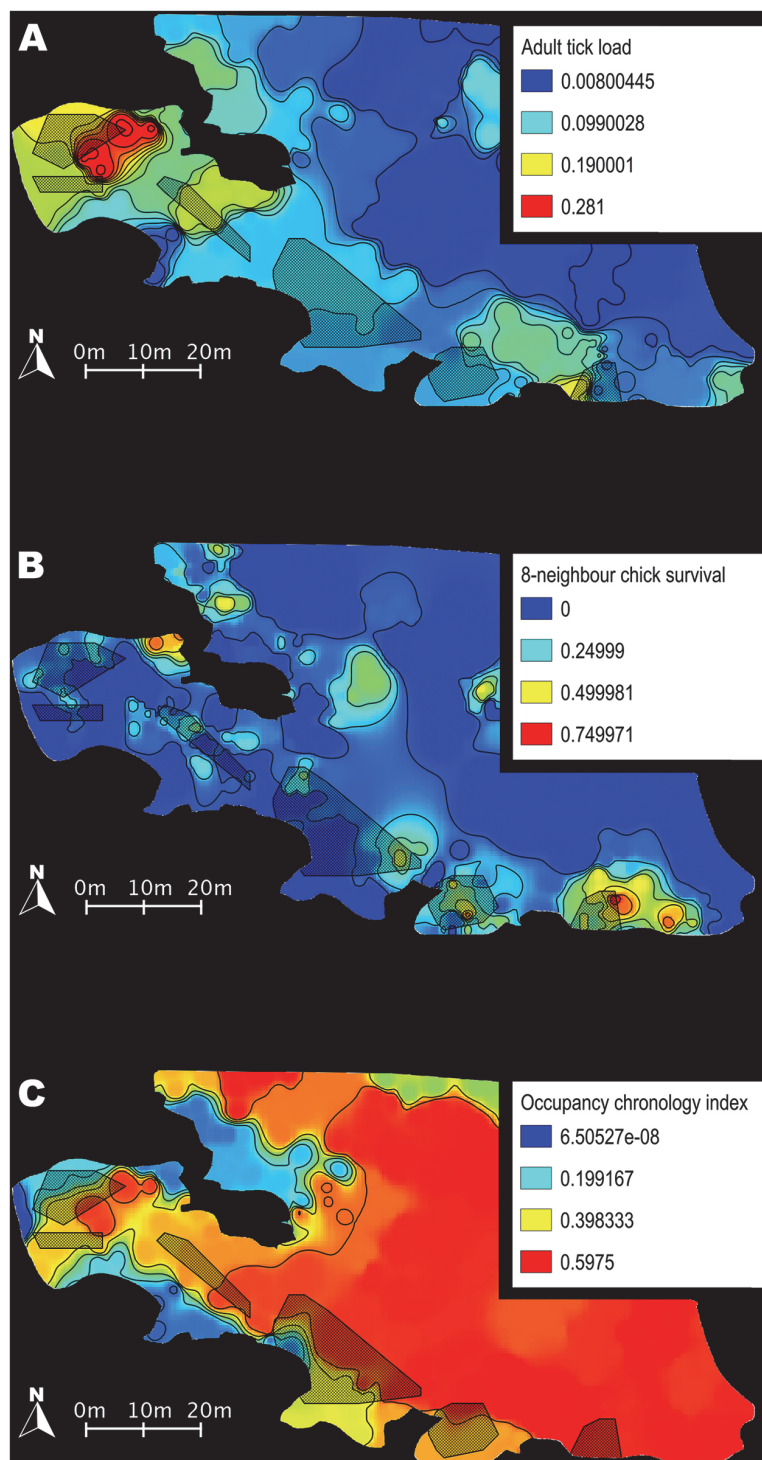 A
Adult tick load
0.00800445
0.0990028
0.190001
0.281
N
0m 10m 20m
B
8-neighbour chick survival
0
0.24999
0.499981
0.749971
N
0m 10m 20m
C
Occupancy chronology index
6.50527e-08
0.199167
0.398333
0.5975
N
0m 10m 20m